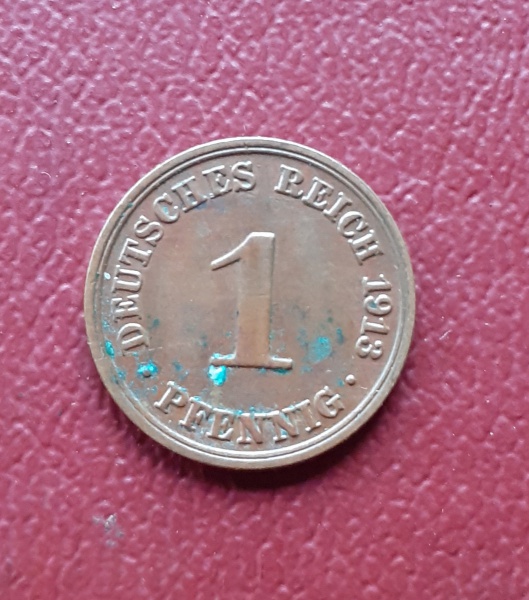 DEUTSCHES REICH 1913
1
PFENNIG